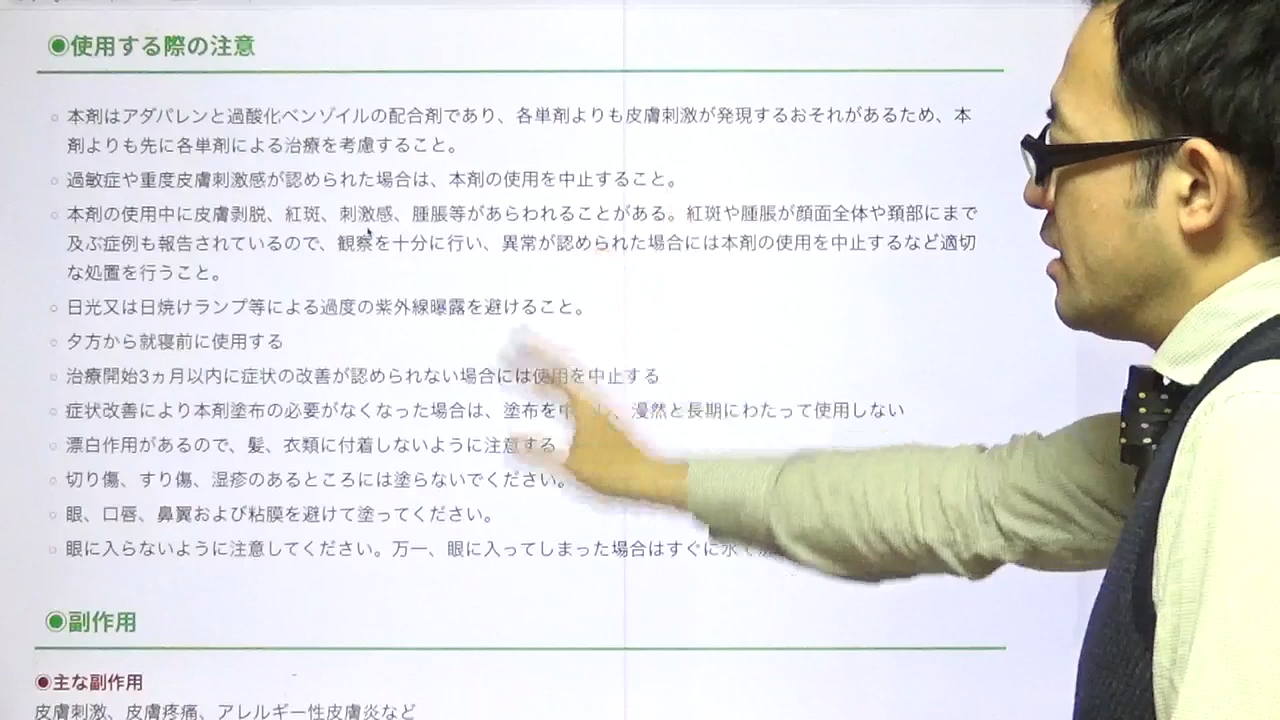 ◉使用する際の注意
○ 本剤はアダパレンと過酸化ベンゾイルの配合剤であり、各単剤よりも皮膚刺激が発現するおそれがあるため、本
剤よりも先に各単剤による治療を考慮すること。
○ 過敏症や重度皮膚刺激感が認められた場合は、本剤の使用を中止すること。
○ 本剤の使用中に皮膚剥脱、紅斑、刺激感、腫脹等があらわれることがある。紅斑や腫脹が顔面全体や頚部にまで
及ぶ症例も報告されているので、観察を十分に行い、異常が認められた場合には本剤の使用を中止するなど適切
な処置を行うこと。
○ 日光又は日焼けランプ等による過度の紫外線曝露を避けること。
○ 夕方から就寝前に使用する
○ 治療開始3ヵ月以内に症状の改善が認められない場合には使用を中止する
○ 症状改善により本剤塗布の必要がなくなった場合は、塗布を中 し、漫然と長期にわたって使用しない
○ 漂白作用があるので、髪、衣類に付着しないように注意する
○ 切り傷、すり傷、湿疹のあるところには塗らないでください。
○ 眼、口唇、鼻翼および粘膜を避けて塗ってください。
○ 眼に入らないように注意してください。万一、眼に入ってしまった場合はすぐに水で
◉副作用
◉主な副作用
皮膚刺激、皮膚疼痛、アレルギー性皮膚炎など